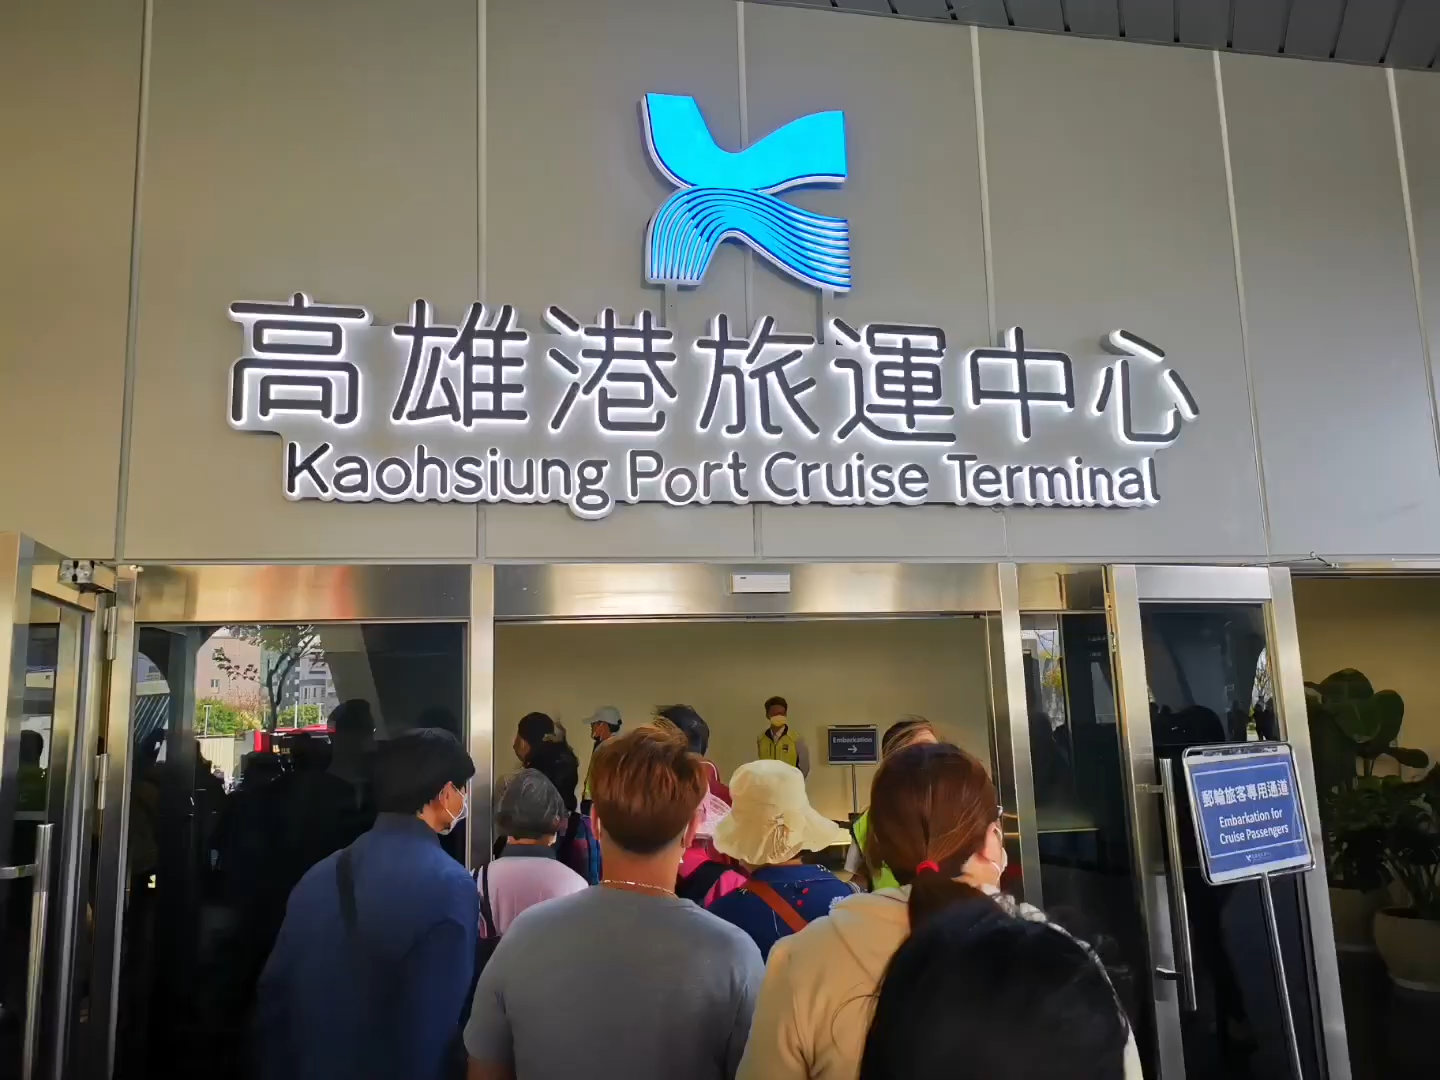 高雄港旅運中心
Kaohsiung Port Cruise Terminal
Embarkation
→
郵輪旅客專用通道
Embarkation for
Cruise Passengers